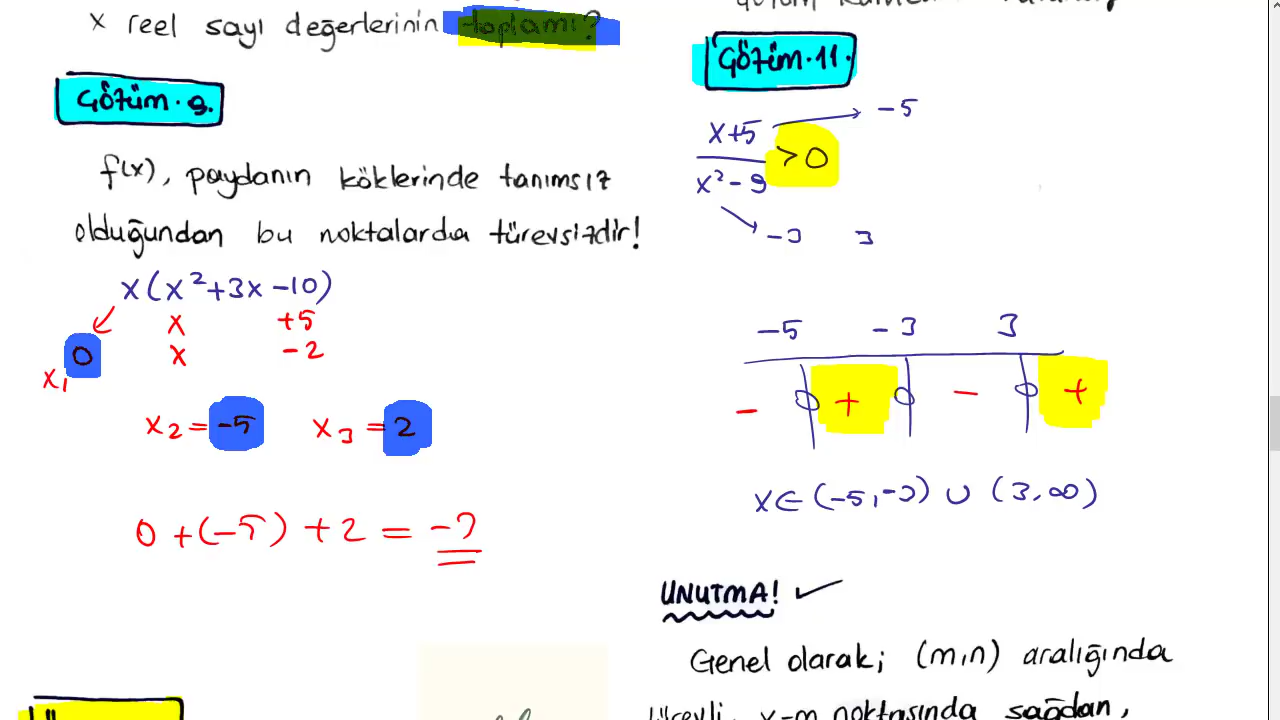 x reel sayı değerlerinin toplamı?
Çözüm. 9.
f(x), paydanın köklerinde tanımsız
olduğundan bu noktalarda türevsizdir!
x(x²+3x-10)
x +5
x₁ 0 x -2
x₂ = -5 x₃ = 2
0 + (-5) + 2 = -3
Çözüm. 11.
x+5 → -5
> 0
x² - 9
-3 3
-5 -3 3
- + - +
x ∈ (-5, -3) ∪ (3, ∞)
UNUTMA! ✓
Genel olarak; (m,n) aralığında
türevli, x=m noktasında sağdan,